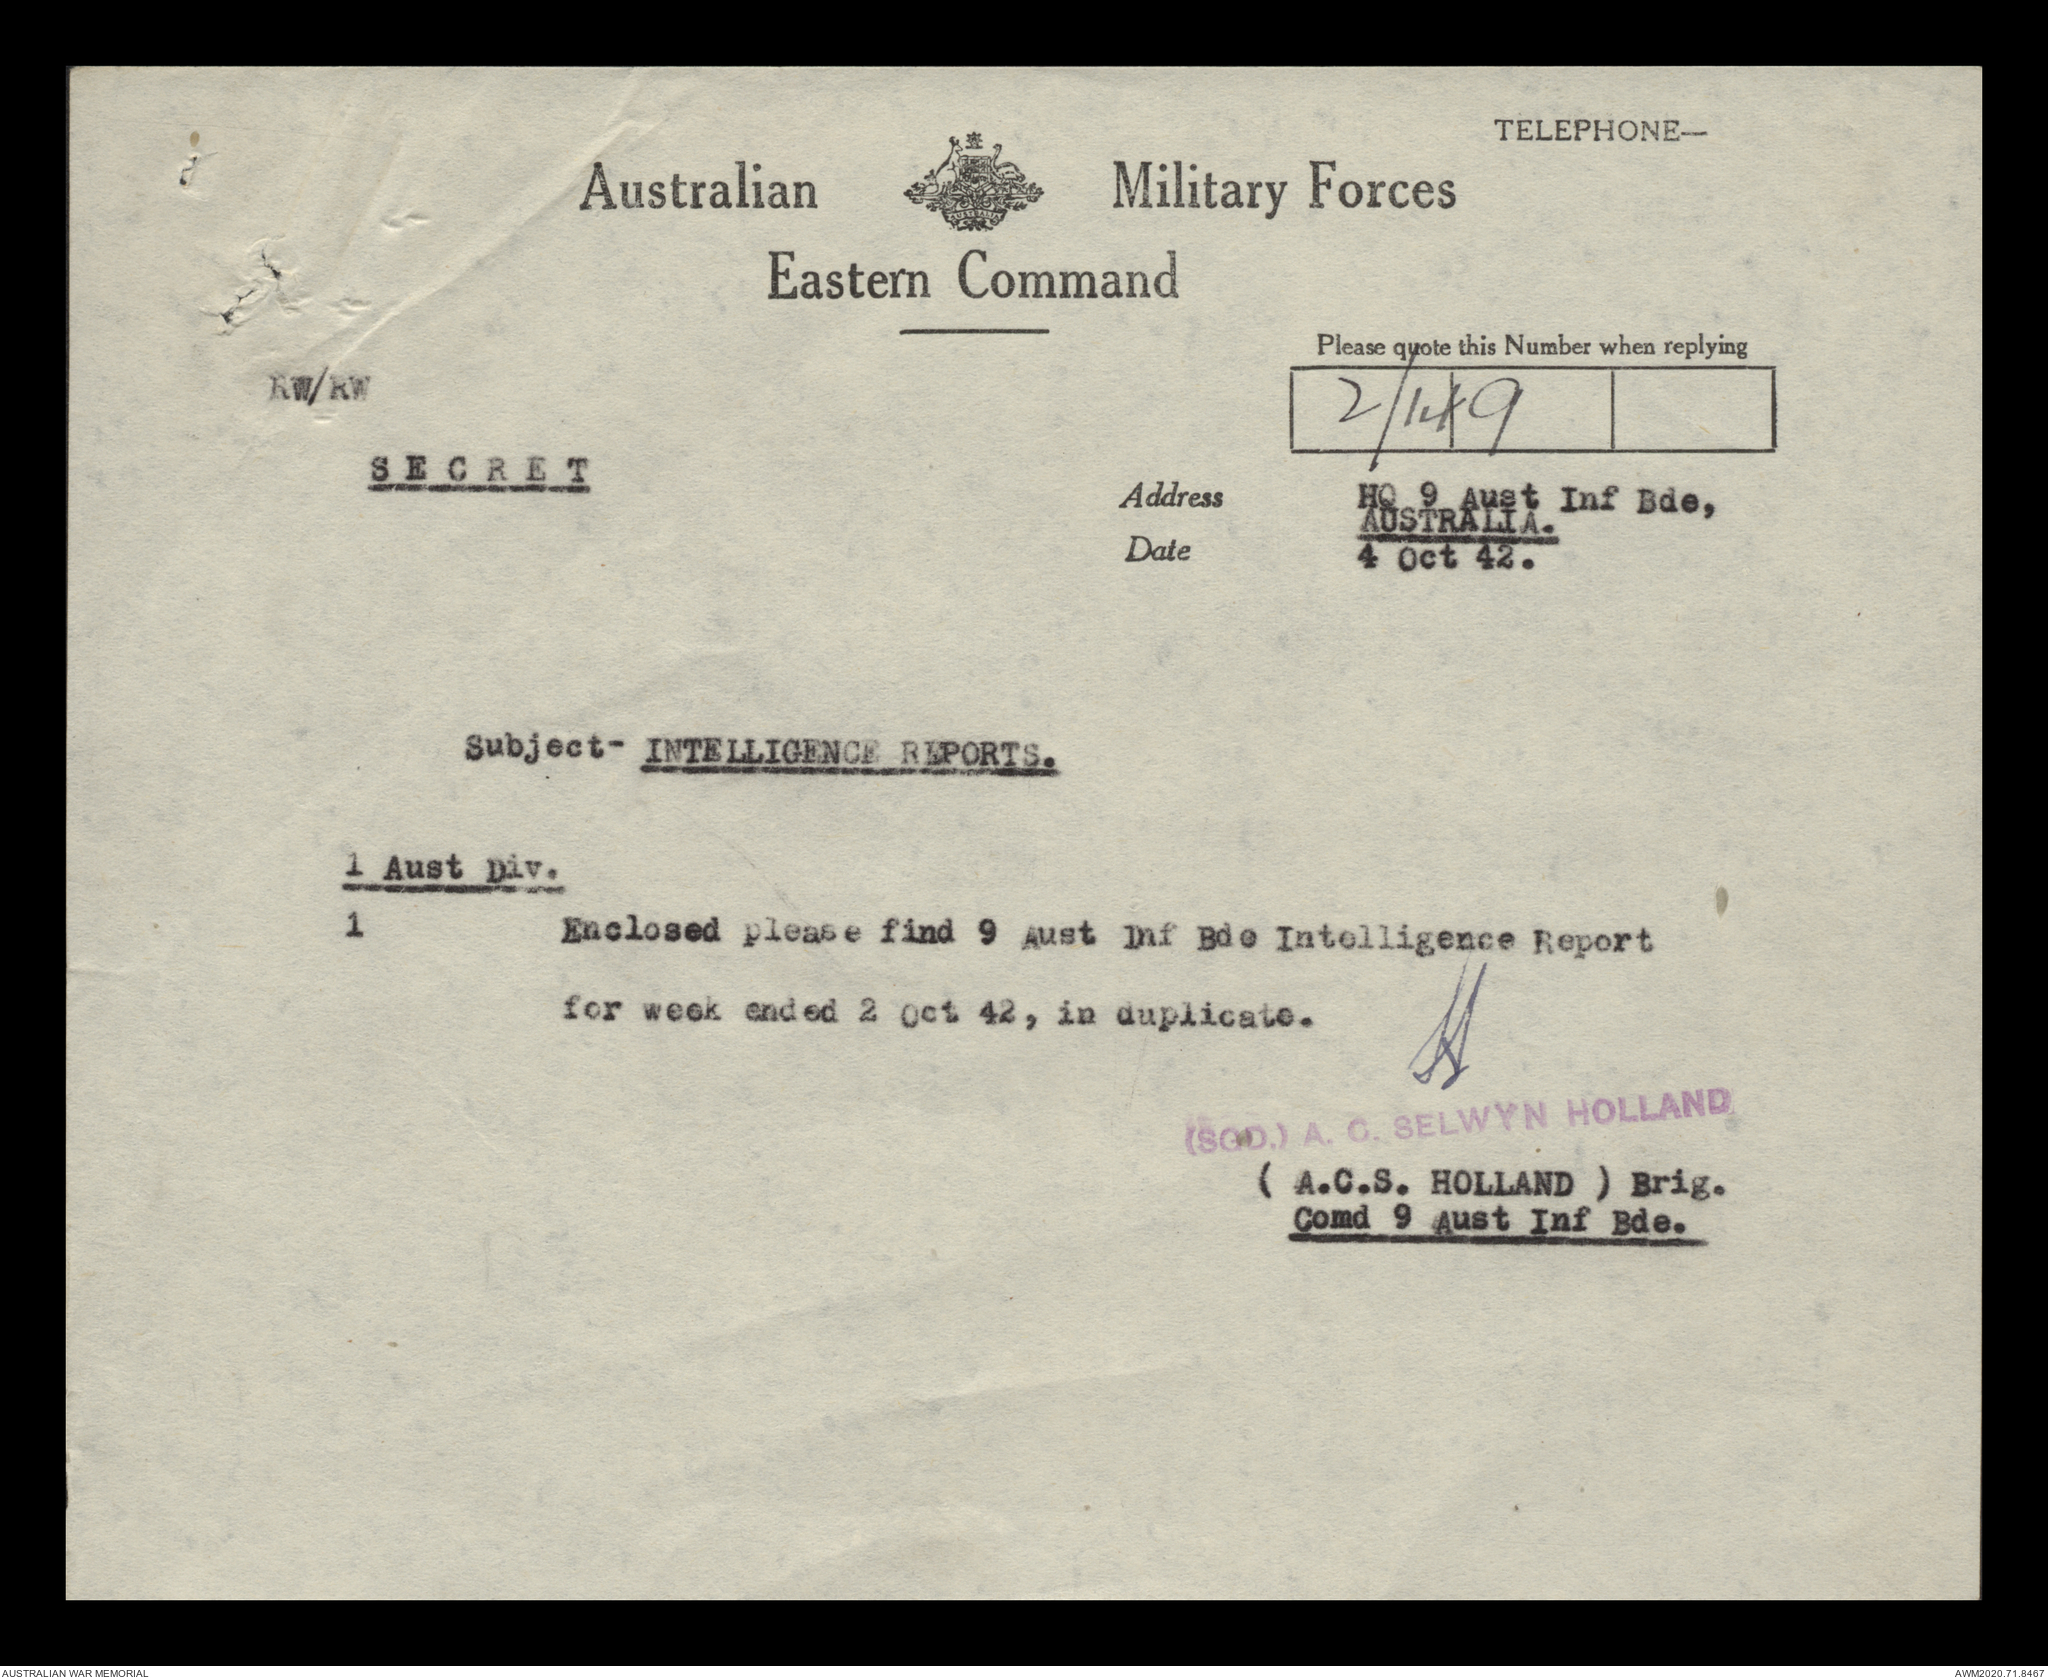 TELEPHONE—
Australian Military Forces
AUSTRALIA
Eastern Command
Please quote this Number when replying
RW/RW
SECRET
Address HQ 9 Aust Inf Bde,
AUSTRALIA.
Date 4 Oct 42.
Subject- INTELLIGENCE REPORTS.
1 Aust Div.
1 Enclosed please find 9 Aust Inf Bde Intelligence Report
for week ended 2 Oct 42, in duplicate.
(SGD.) A. C. SELWYN HOLLAND
( A.C.S. HOLLAND ) Brig.
Comd 9 Aust Inf Bde.
AUSTRALIAN WAR MEMORIAL
AWM2020.71.8467